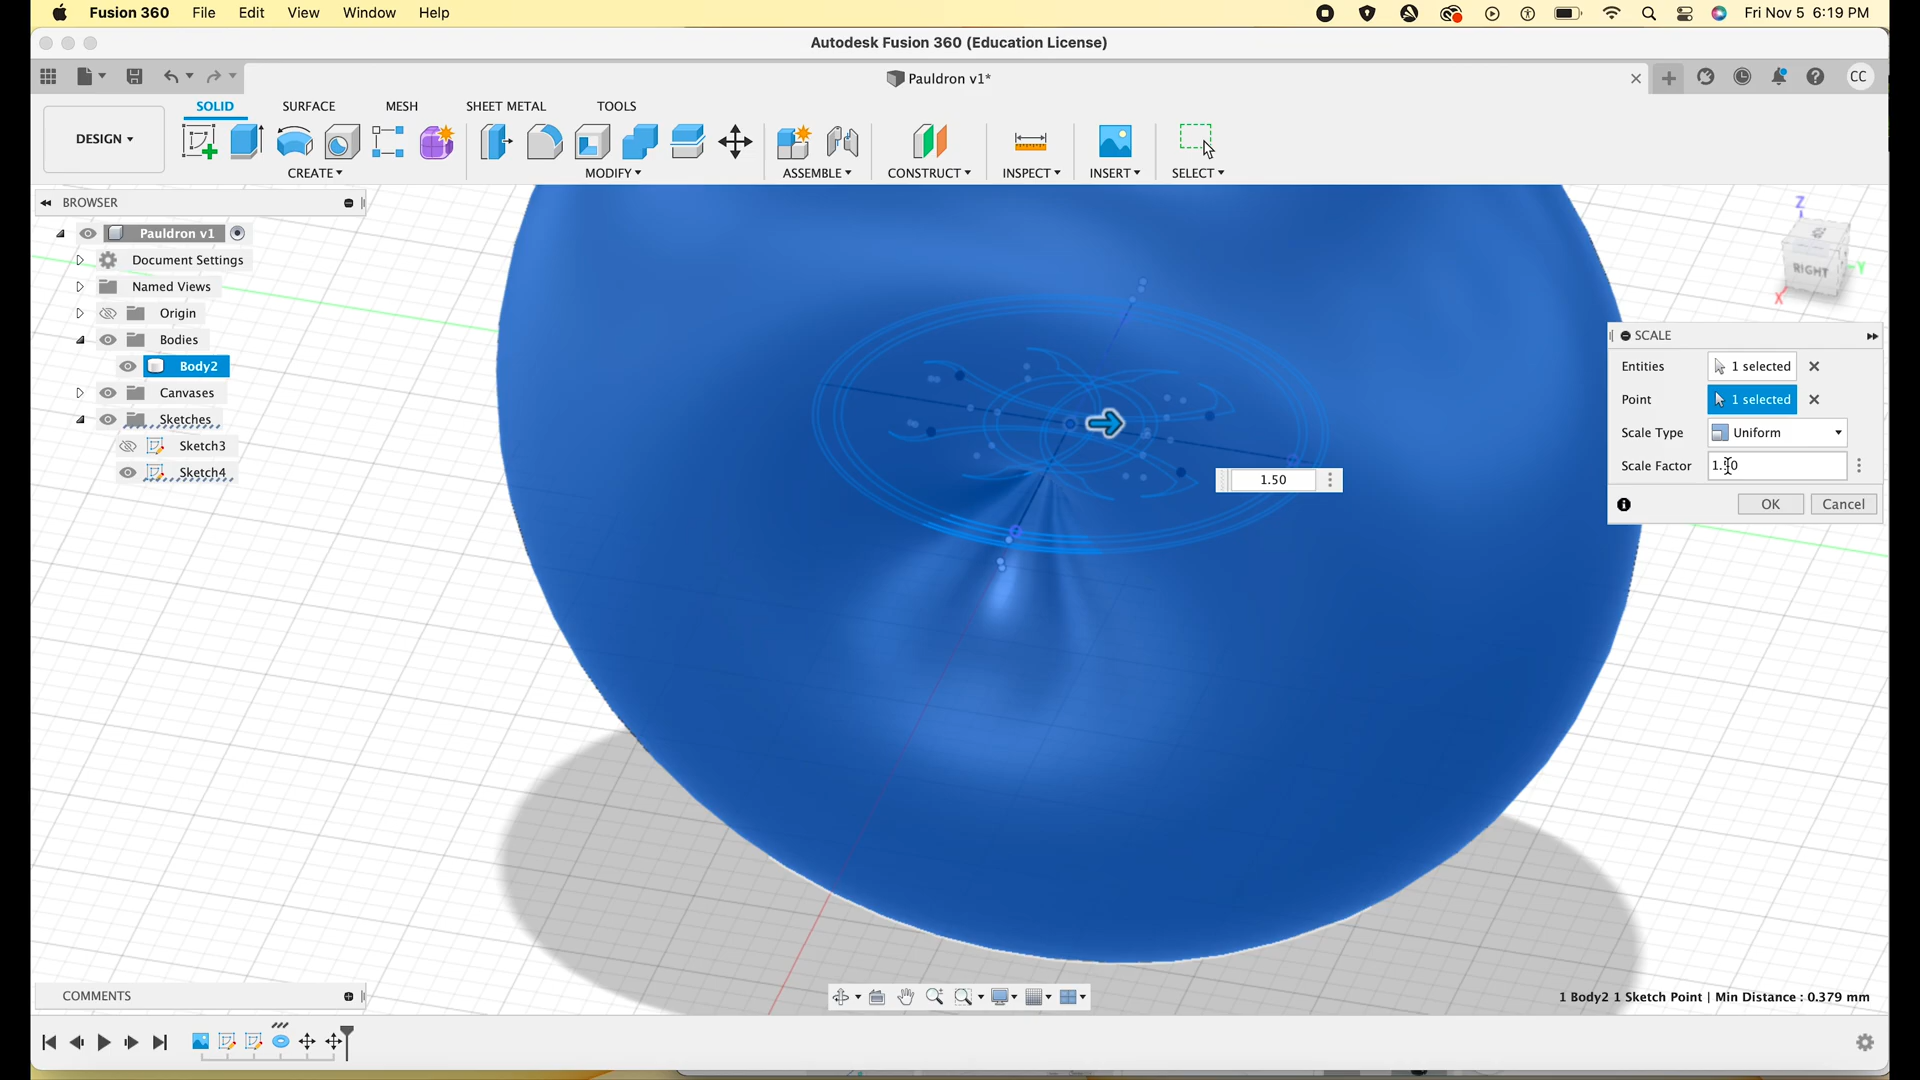 Fusion 360 File Edit View Window Help Fri Nov 5 6:19 PM
Autodesk Fusion 360 (Education License)
Pauldron v1*
CC
SOLID SURFACE MESH SHEET METAL TOOLS
DESIGN
CREATE MODIFY ASSEMBLE CONSTRUCT INSPECT INSERT SELECT
BROWSER
Pauldron v1
Document Settings
Named Views
Origin
Bodies
Body2
Canvases
Sketches
Sketch3
Sketch4
Z
RIGHT
Y
X
SCALE
Entities 1 selected
Point 1 selected
Scale Type Uniform
Scale Factor 1.50
OK Cancel
1.50
COMMENTS
1 Body2 1 Sketch Point | Min Distance : 0.379 mm